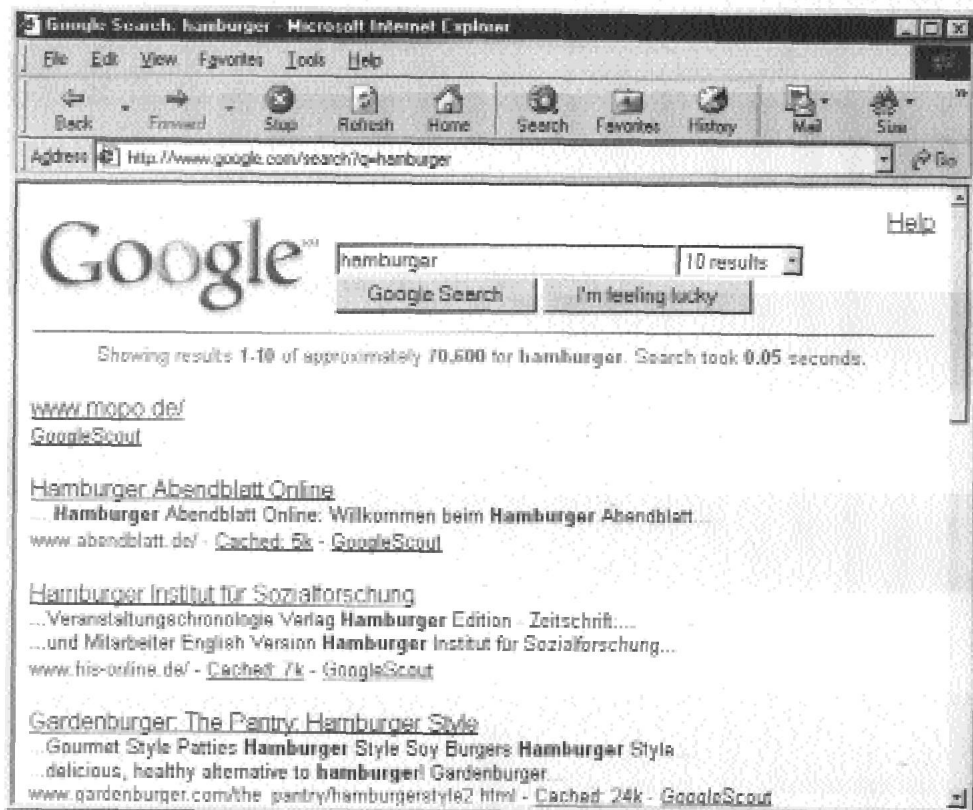 Google Search: hamburger - Microsoft Internet Explorer
File Edit View Favorites Tools Help
Back Forward Stop Refresh Home Search Favorites History Mail Size
Address http://www.google.com/search?q=hamburger Go
Help
Google SM
hamburger 10 results
Google Search I'm feeling lucky
Showing results 1-10 of approximately 70,600 for hamburger. Search took 0.05 seconds.
www.mopo.de/
GoogleScout
Hamburger Abendblatt Online
... Hamburger Abendblatt Online: Willkommen beim Hamburger Abendblatt...
www.abendblatt.de/ - Cached: 5k - GoogleScout
Hamburger Institut für Sozialforschung
...Veranstaltungschronologie Verlag Hamburger Edition - Zeitschrift:...
...und Mitarbeiter English Version Hamburger Institut für Sozialforschung...
www.his-online.de/ - Cached: 7k - GoogleScout
Gardenburger: The Pantry: Hamburger Style
...Gourmet Style Patties Hamburger Style Soy Burgers Hamburger Style...
...delicious, healthy alternative to hamburger! Gardenburger...
www.gardenburger.com/the_pantry/hamburgerstyle2.html - Cached: 24k - GoogleScout